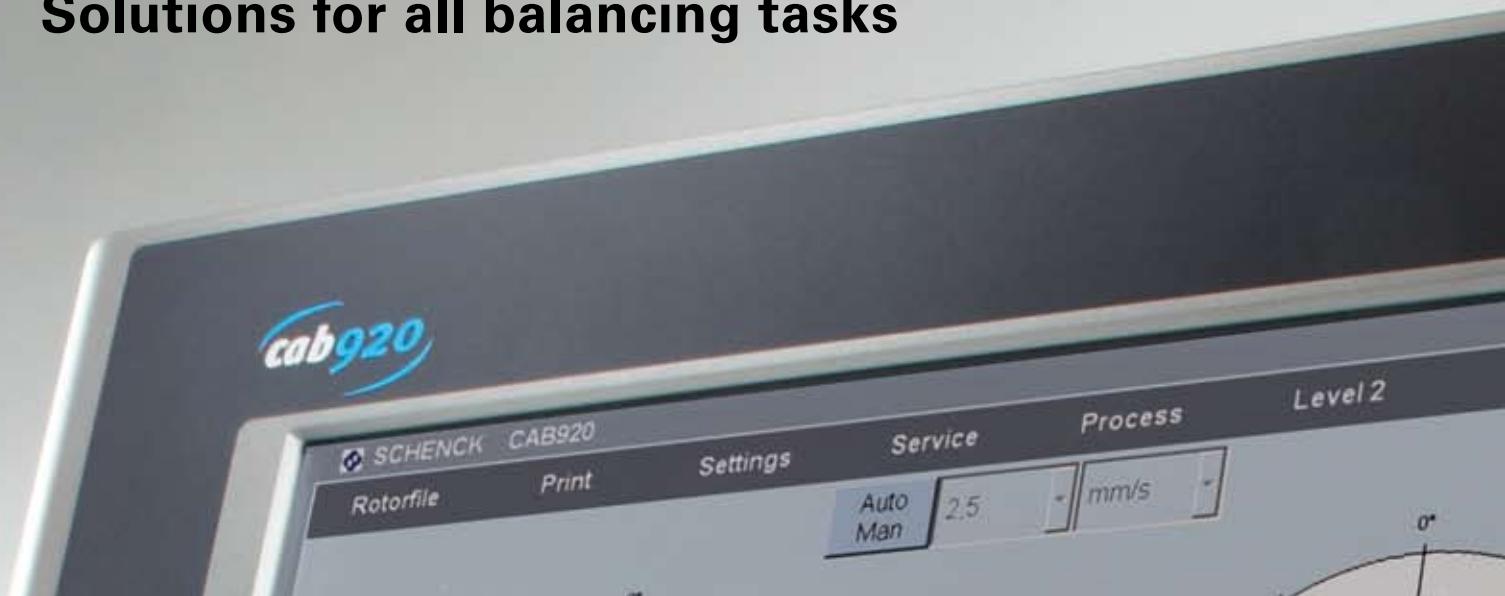 Solutions for all balancing tasks
cab920
SCHENCK CAB920
Rotorfile Print Settings Service Process Level 2
Auto
Man
2.5 mm/s
0°